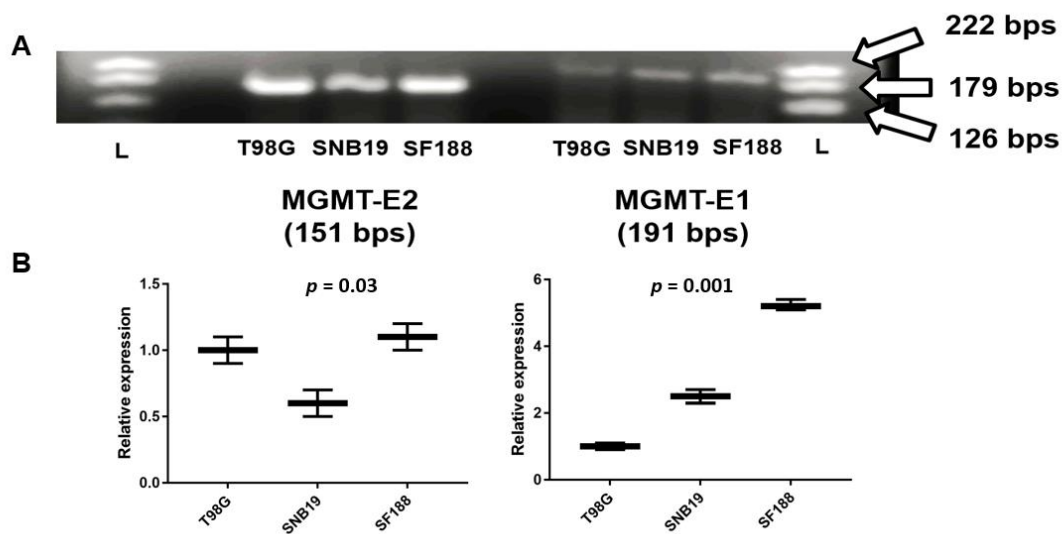 A
222 bps
179 bps
126 bps
L T98G SNB19 SF188 T98G SNB19 SF188 L
MGMT-E2
(151 bps)
MGMT-E1
(191 bps)
B
p = 0.03
Relative expression
1.5
1.0
0.5
0.0
T98G
SNB19
SF188
p = 0.001
Relative expression
6
4
2
0
T98G
SNB19
SF188